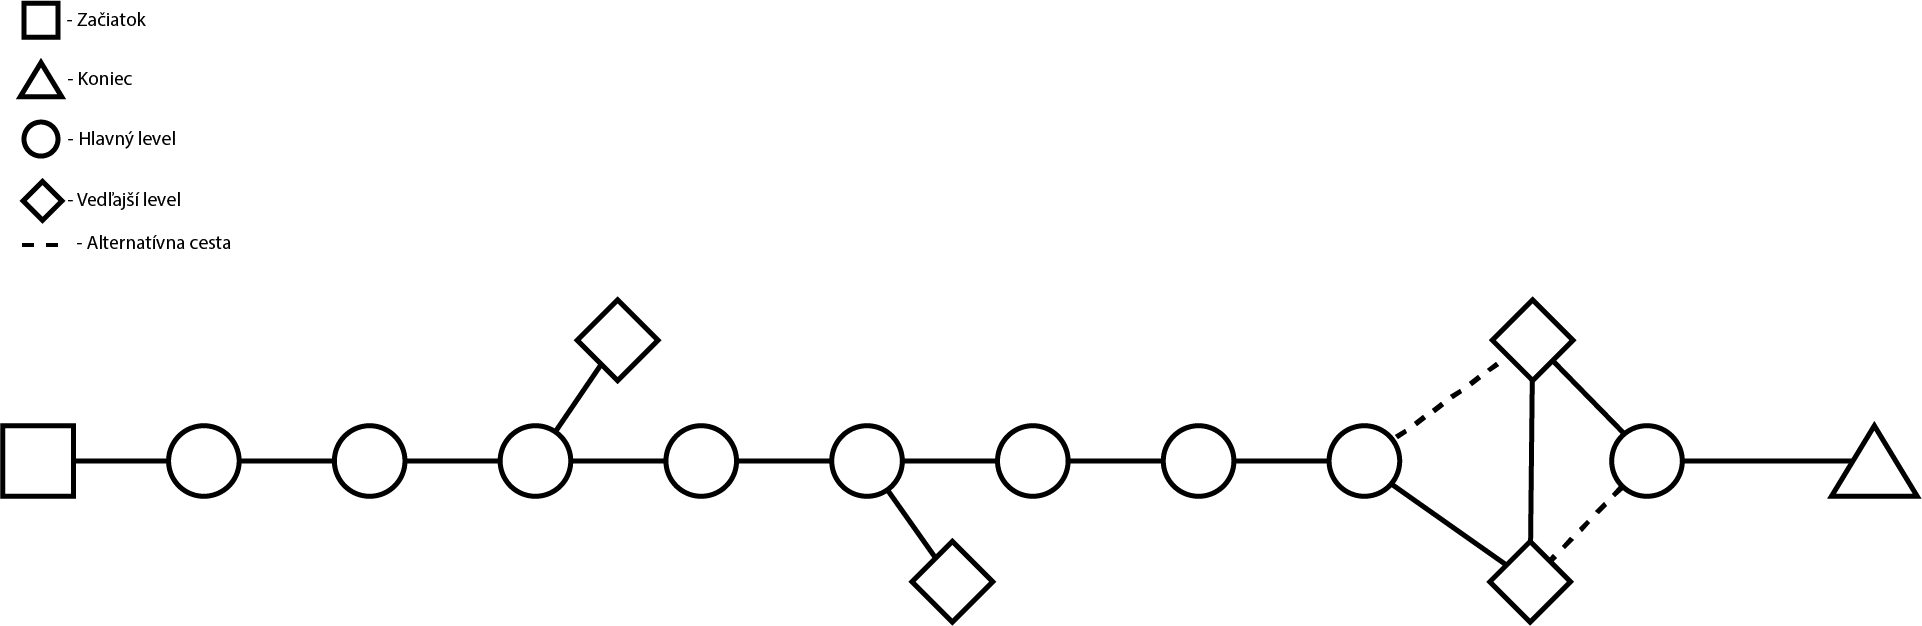 - Začiatok
- Koniec
- Hlavný level
- Vedľajší level
- Alternatívna cesta